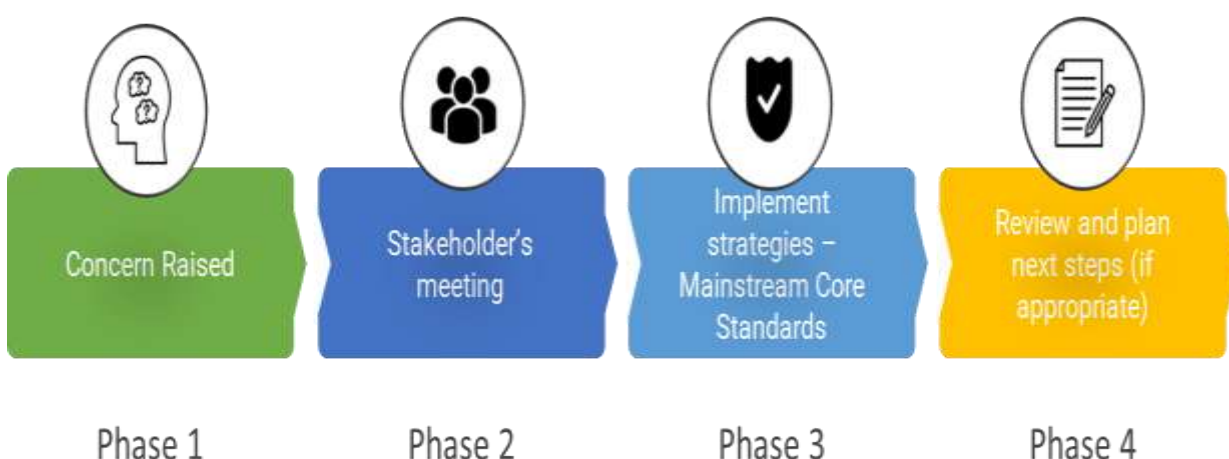 Concern Raised
Stakeholder’s
meeting
Implement
strategies –
Mainstream Core
Standards
Review and plan
next steps (if
appropriate)
Phase 1
Phase 2
Phase 3
Phase 4